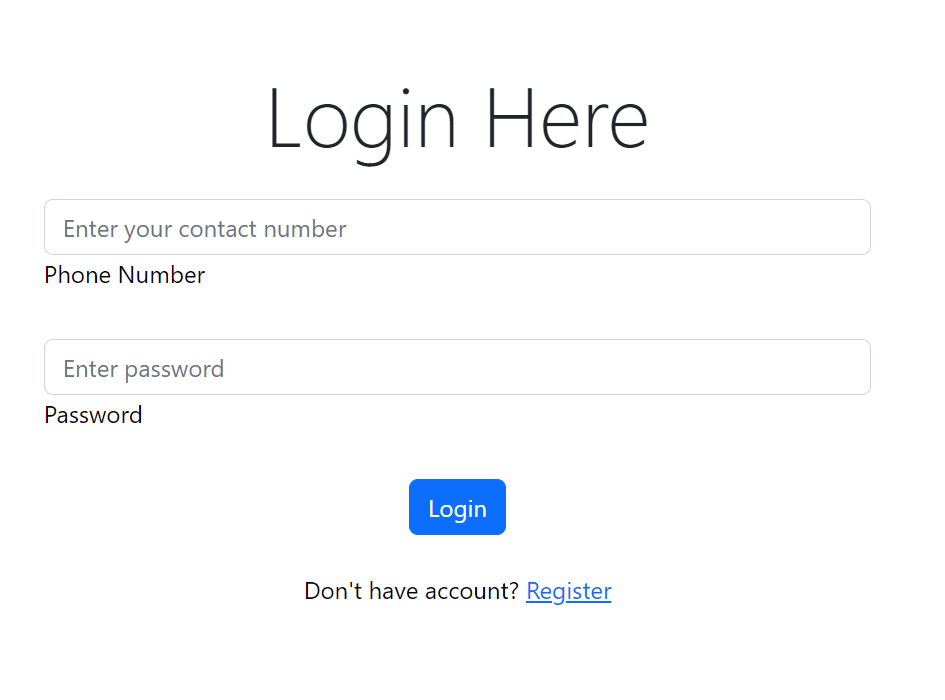 Login Here
Enter your contact number
Phone Number
Enter password
Password
Login
Don't have account? Register